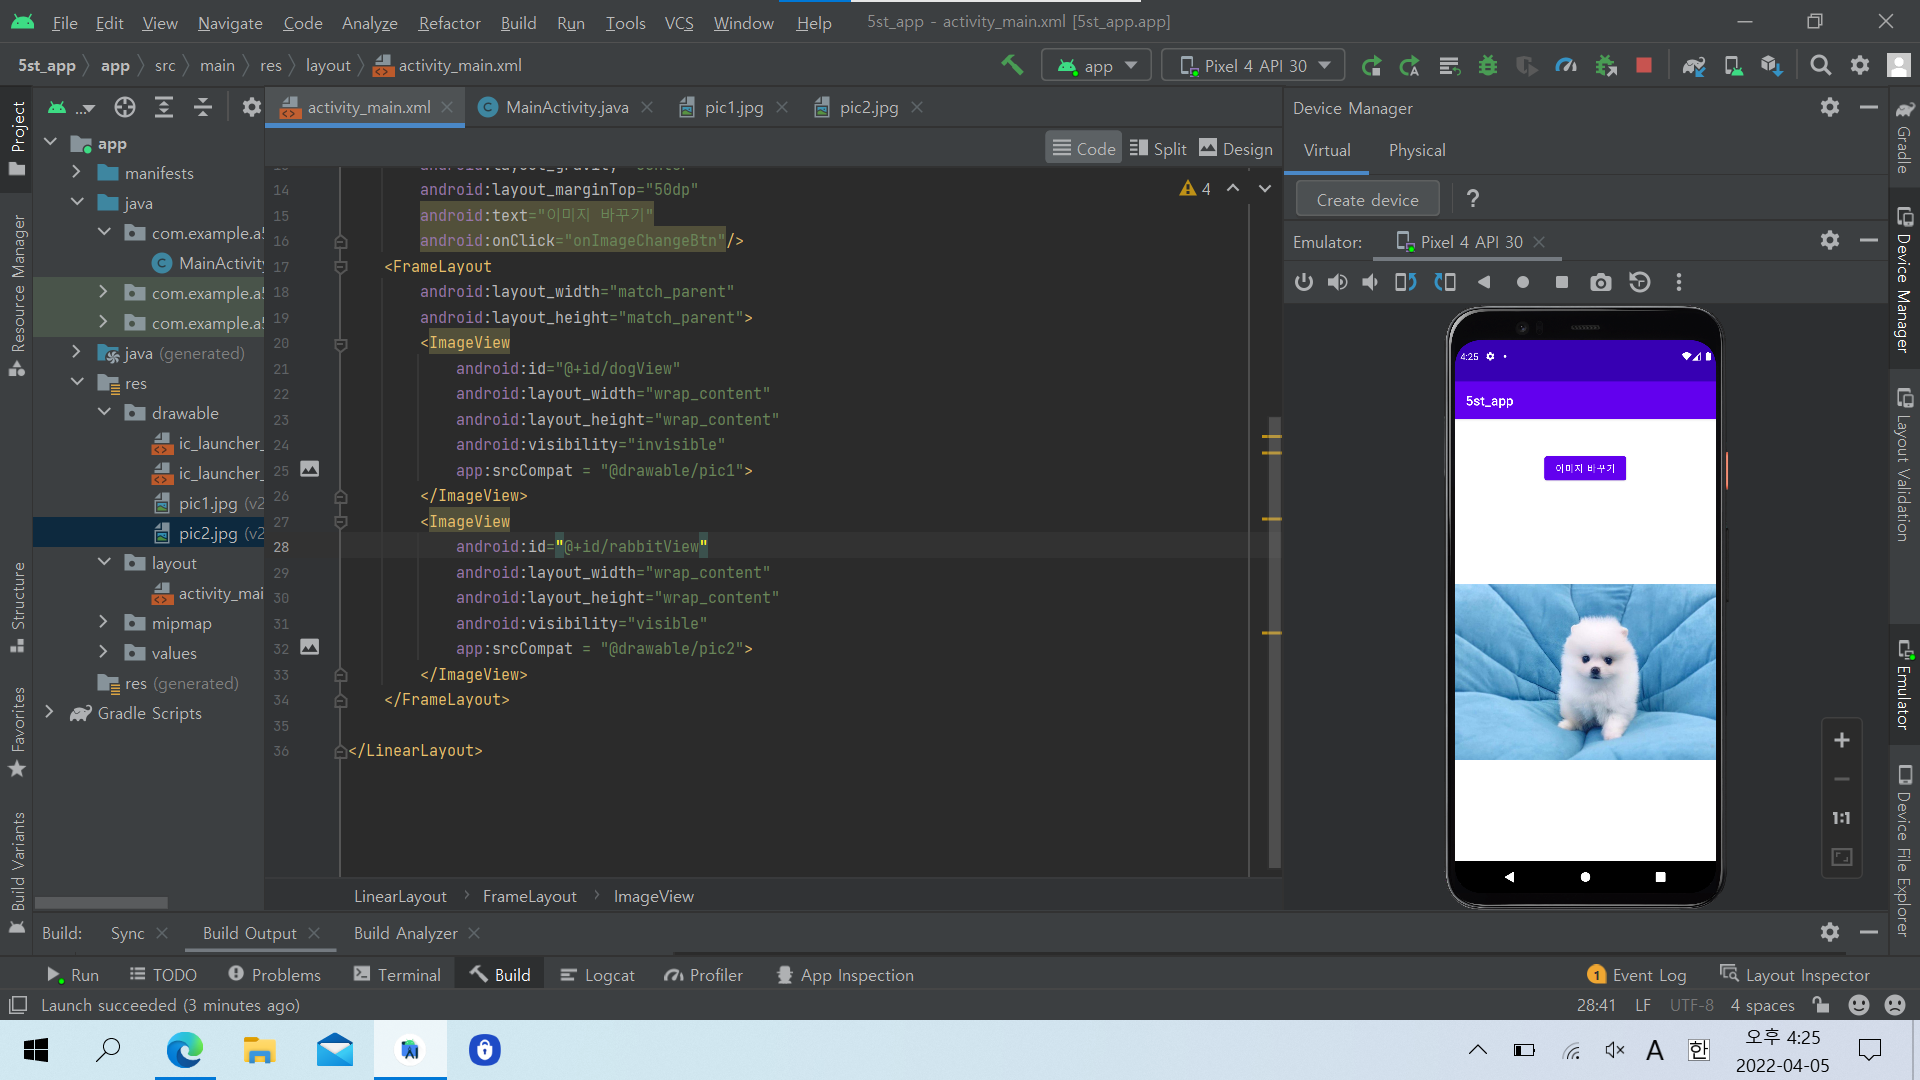 File Edit View Navigate Code Analyze Refactor Build Run Tools VCS Window Help 5st_app - activity_main.xml [5st_app.app]
5st_app app src main res layout activity_main.xml app Pixel 4 API 30
Project
Resource Manager
Structure
Favorites
Build Variants
...
app
manifests
java
com.example.a5
MainActivity
com.example.a5
com.example.a5
java (generated)
res
drawable
ic_launcher_
ic_launcher_
pic1.jpg (v2
pic2.jpg (v2
layout
activity_mai
mipmap
values
res (generated)
Gradle Scripts
activity_main.xml MainActivity.java pic1.jpg pic2.jpg
Code Split Design
4
14 android:layout_marginTop="50dp"
15 android:text="이미지 바꾸기"
16 android:onClick="onImageChangeBtn"/>
17 <FrameLayout
18 android:layout_width="match_parent"
19 android:layout_height="match_parent">
20 <ImageView
21 android:id="@+id/dogView"
22 android:layout_width="wrap_content"
23 android:layout_height="wrap_content"
24 android:visibility="invisible"
25 app:srcCompat = "@drawable/pic1">
26 </ImageView>
27 <ImageView
28 android:id="@+id/rabbitView"
29 android:layout_width="wrap_content"
30 android:layout_height="wrap_content"
31 android:visibility="visible"
32 app:srcCompat = "@drawable/pic2">
33 </ImageView>
34 </FrameLayout>
35
36 </LinearLayout>
LinearLayout FrameLayout ImageView
Device Manager
Virtual Physical
Create device ?
Emulator: Pixel 4 API 30
4:25
5st_app
이미지 바꾸기
1:1
Gradle
Device Manager
Layout Validation
Emulator
Device File Explorer
Build: Sync Build Output Build Analyzer
Run TODO Problems Terminal Build Logcat Profiler App Inspection 1 Event Log Layout Inspector
Launch succeeded (3 minutes ago) 28:41 LF UTF-8 4 spaces
A 한 오후 4:25
2022-04-05